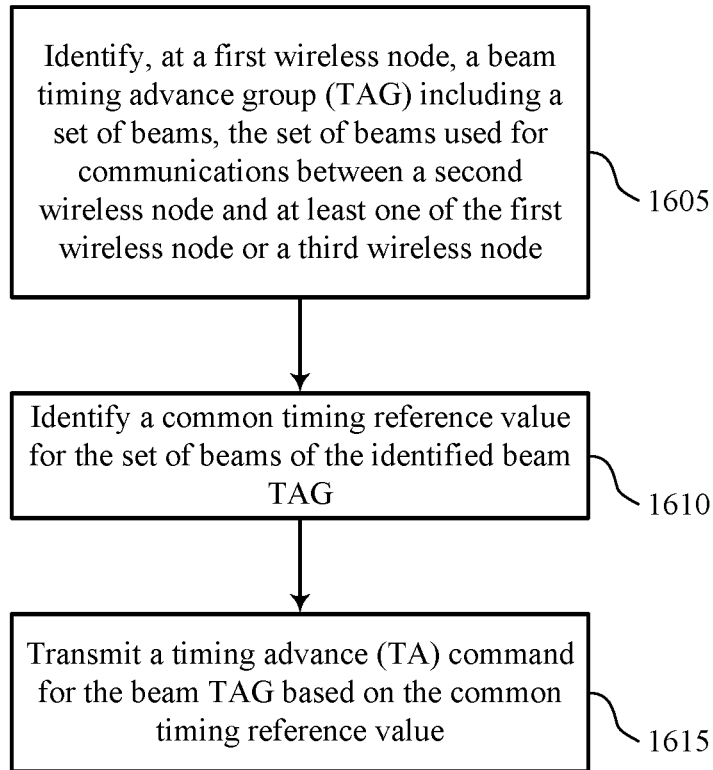 Identify, at a first wireless node, a beam
timing advance group (TAG) including a
set of beams, the set of beams used for
communications between a second
wireless node and at least one of the first
wireless node or a third wireless node
1605
Identify a common timing reference value
for the set of beams of the identified beam
TAG
1610
Transmit a timing advance (TA) command
for the beam TAG based on the common
timing reference value
1615